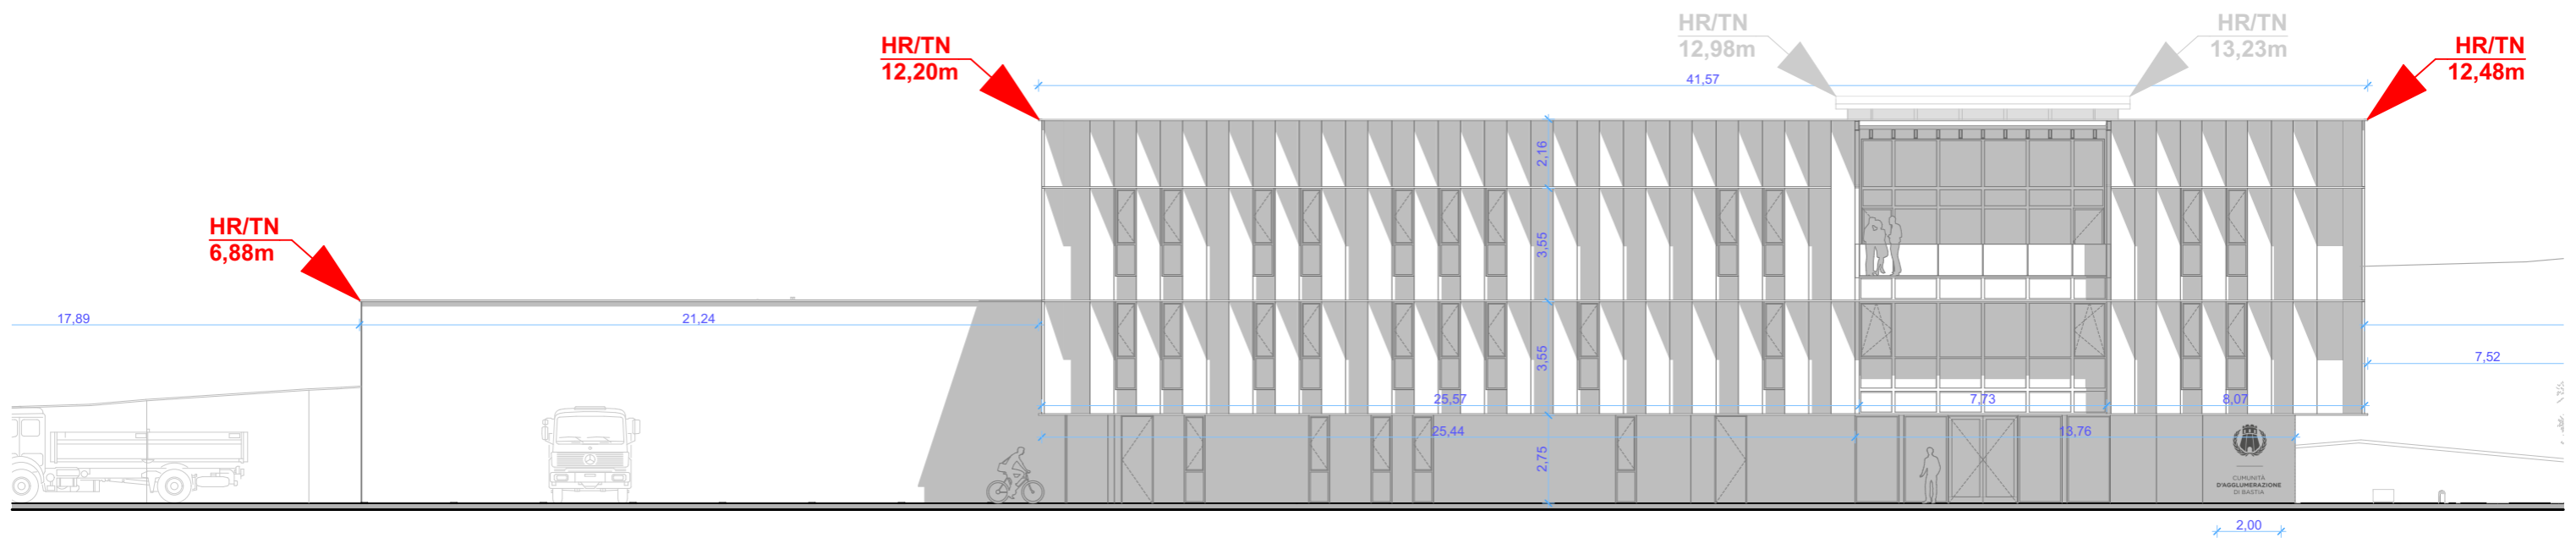 HR/TN
12,98m
HR/TN
13,23m
HR/TN
12,20m
HR/TN
12,48m
41,57
2,16
HR/TN
6,88m
3,55
17,89
21,24
3,55
7,52
25,57
7,73
8,07
25,44
13,76
2,75
CUMUNITÀ
D'AGGLUMERAZIONE
DI BASTIA
2,00